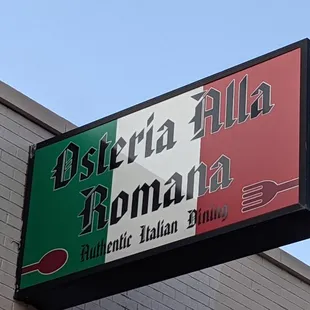 Osteria Alla
Romana
Authentic Italian Dining